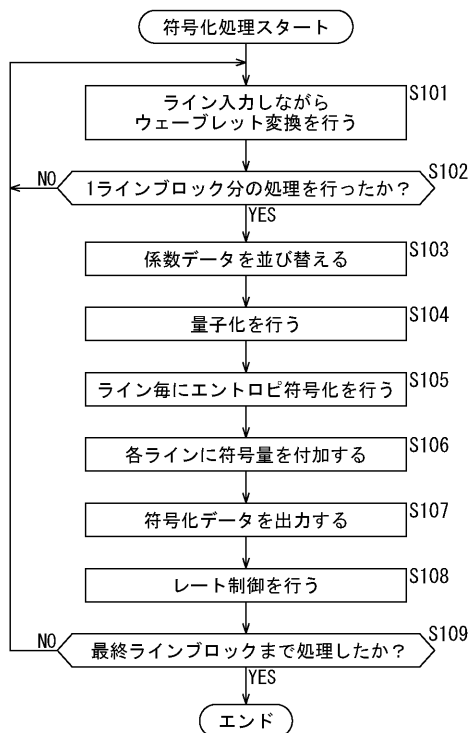 符号化処理スタート
S101
ライン入力しながら
ウェーブレット変換を行う
S102
NO
1ラインブロック分の処理を行ったか？
YES
S103
係数データを並び替える
S104
量子化を行う
S105
ライン毎にエントロピ符号化を行う
S106
各ラインに符号量を付加する
S107
符号化データを出力する
S108
レート制御を行う
S109
NO
最終ラインブロックまで処理したか？
YES
エンド